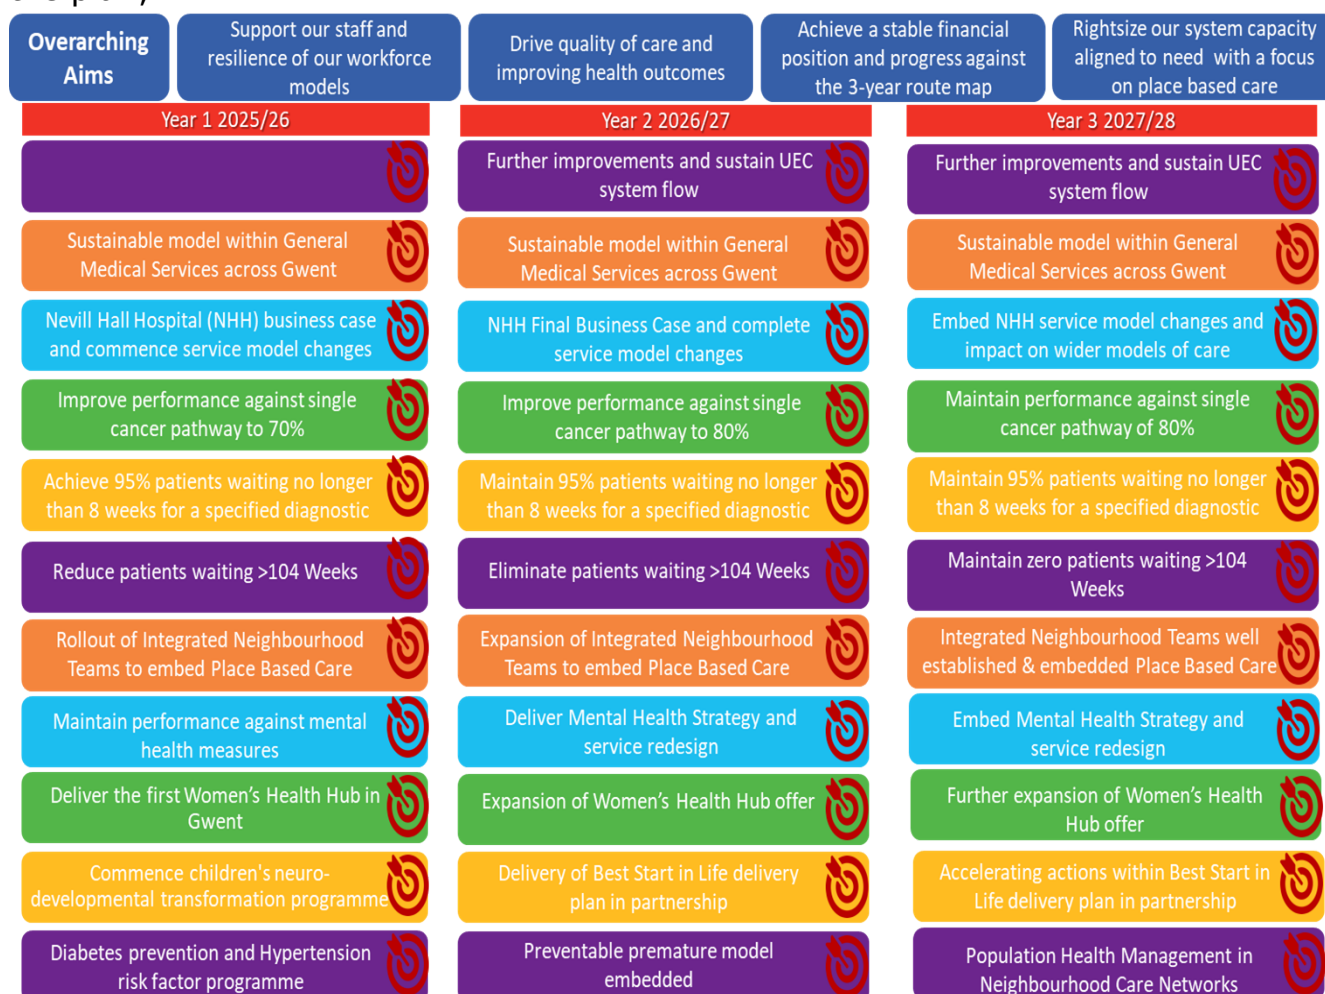 Overarching
Aims
Support our staff and
resilience of our workforce
models
Drive quality of care and
improving health outcomes
Achieve a stable financial
position and progress against
the 3-year route map
Rightsize our system capacity
aligned to need with a focus
on place based care
Year 1 2025/26
Year 2 2026/27
Year 3 2027/28
Further improvements and sustain UEC
system flow
Further improvements and sustain UEC
system flow
Sustainable model within General
Medical Services across Gwent
Sustainable model within General
Medical Services across Gwent
Sustainable model within General
Medical Services across Gwent
Nevill Hall Hospital (NHH) business case
and commence service model changes
NHH Final Business Case and complete
service model changes
Embed NHH service model changes and
impact on wider models of care
Improve performance against single
cancer pathway to 70%
Improve performance against single
cancer pathway to 80%
Maintain performance against single
cancer pathway of 80%
Achieve 95% patients waiting no longer
than 8 weeks for a specified diagnostic
Maintain 95% patients waiting no longer
than 8 weeks for a specified diagnostic
Maintain 95% patients waiting no longer
than 8 weeks for a specified diagnostic
Reduce patients waiting >104 Weeks
Eliminate patients waiting >104 Weeks
Maintain zero patients waiting >104
Weeks
Rollout of Integrated Neighbourhood
Teams to embed Place Based Care
Expansion of Integrated Neighbourhood
Teams to embed Place Based Care
Integrated Neighbourhood Teams well
established & embedded Place Based Care
Maintain performance against mental
health measures
Deliver Mental Health Strategy and
service redesign
Embed Mental Health Strategy and
service redesign
Deliver the first Women's Health Hub in
Gwent
Expansion of Women's Health Hub offer
Further expansion of Women's Health
Hub offer
Commence children's neuro-
developmental transformation programme
Delivery of Best Start in Life delivery
plan in partnership
Accelerating actions within Best Start in
Life delivery plan in partnership
Diabetes prevention and Hypertension
risk factor programme
Preventable premature model
embedded
Population Health Management in
Neighbourhood Care Networks